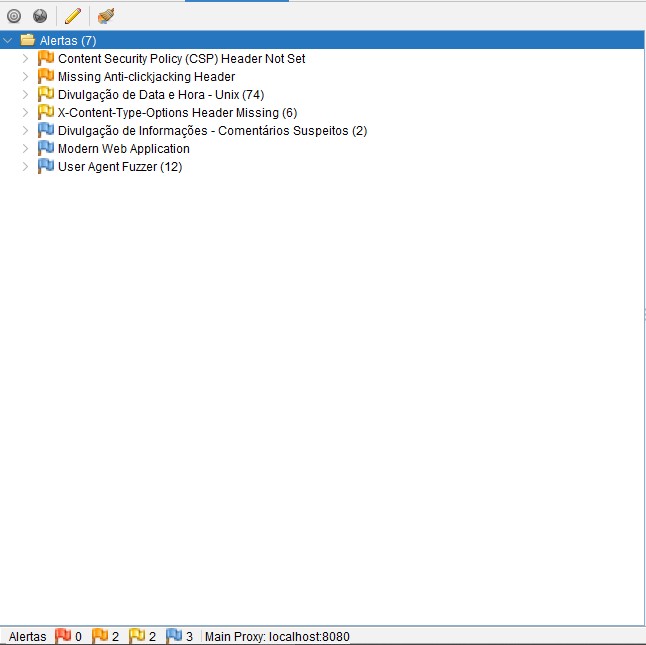 Alertas (7)
Content Security Policy (CSP) Header Not Set
Missing Anti-clickjacking Header
Divulgação de Data e Hora - Unix (74)
X-Content-Type-Options Header Missing (6)
Divulgação de Informações - Comentários Suspeitos (2)
Modern Web Application
User Agent Fuzzer (12)
Alertas 0 2 2 3 Main Proxy: localhost:8080